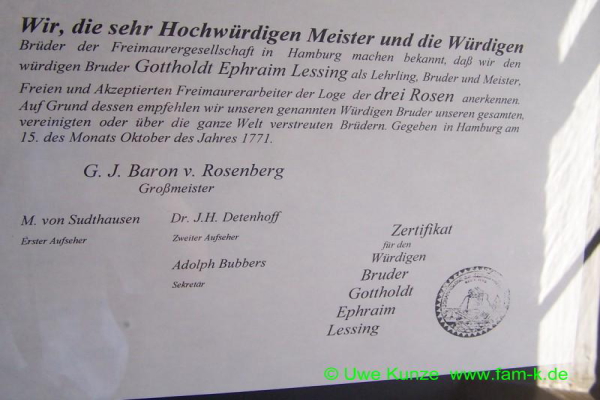 Wir, die sehr Hochwürdigen Meister und die Würdigen
Brüder der Freimaurergesellschaft in Hamburg machen bekannt, daß wir den
würdigen Bruder Gottholdt Ephraim Lessing als Lehrling, Bruder und Meister,
Freien und Akzeptierten Freimaurerarbeiter der Loge der drei Rosen anerkennen.
Auf Grund dessen empfehlen wir unseren genannten Würdigen Bruder unseren gesamten,
vereinigten oder über die ganze Welt verstreuten Brüdern. Gegeben in Hamburg am
15. des Monats Oktober des Jahres 1771.
G. J. Baron v. Rosenberg
Großmeister
M. von Sudthausen
Erster Aufseher
Dr. J.H. Detenhoff
Zweiter Aufseher
Adolph Bubbers
Sekretär
Zertifikat
für den
Würdigen
Bruder
Gottholdt
Ephraim
Lessing
© Uwe Kunze www.fam-k.de